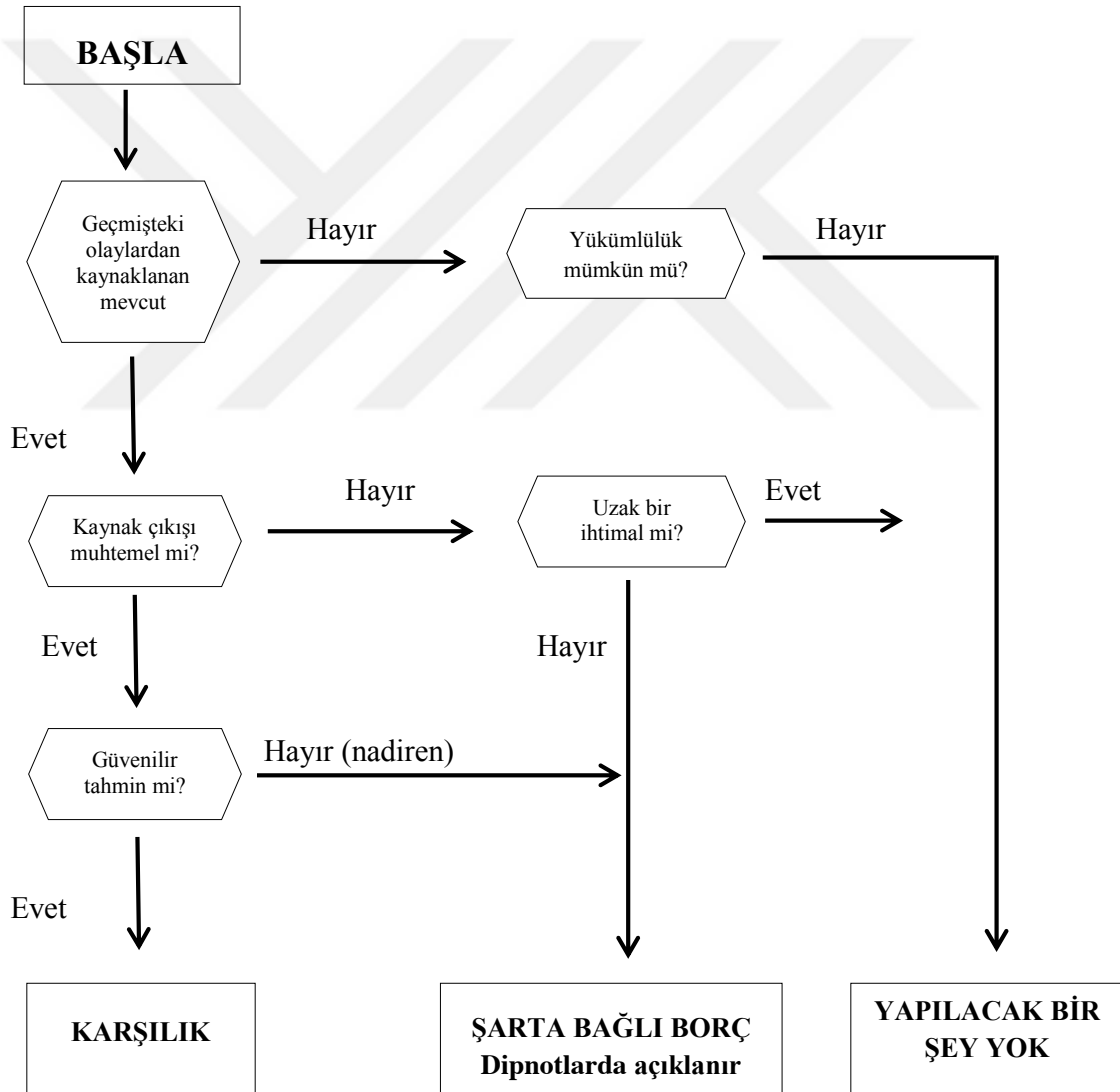 BAŞLA
Geçmişteki
olaylardan
kaynaklanan
mevcut
Hayır
Yükümlülük
mümkün mü?
Hayır
Evet
Kaynak çıkışı
muhtemel mi?
Hayır
Uzak bir
ihtimal mi?
Evet
Evet
Hayır
Güvenilir
tahmin mi?
Hayır (nadiren)
Evet
KARŞILIK
ŞARTA BAĞLI BORÇ
Dipnotlarda açıklanır
YAPILACAK BİR
ŞEY YOK